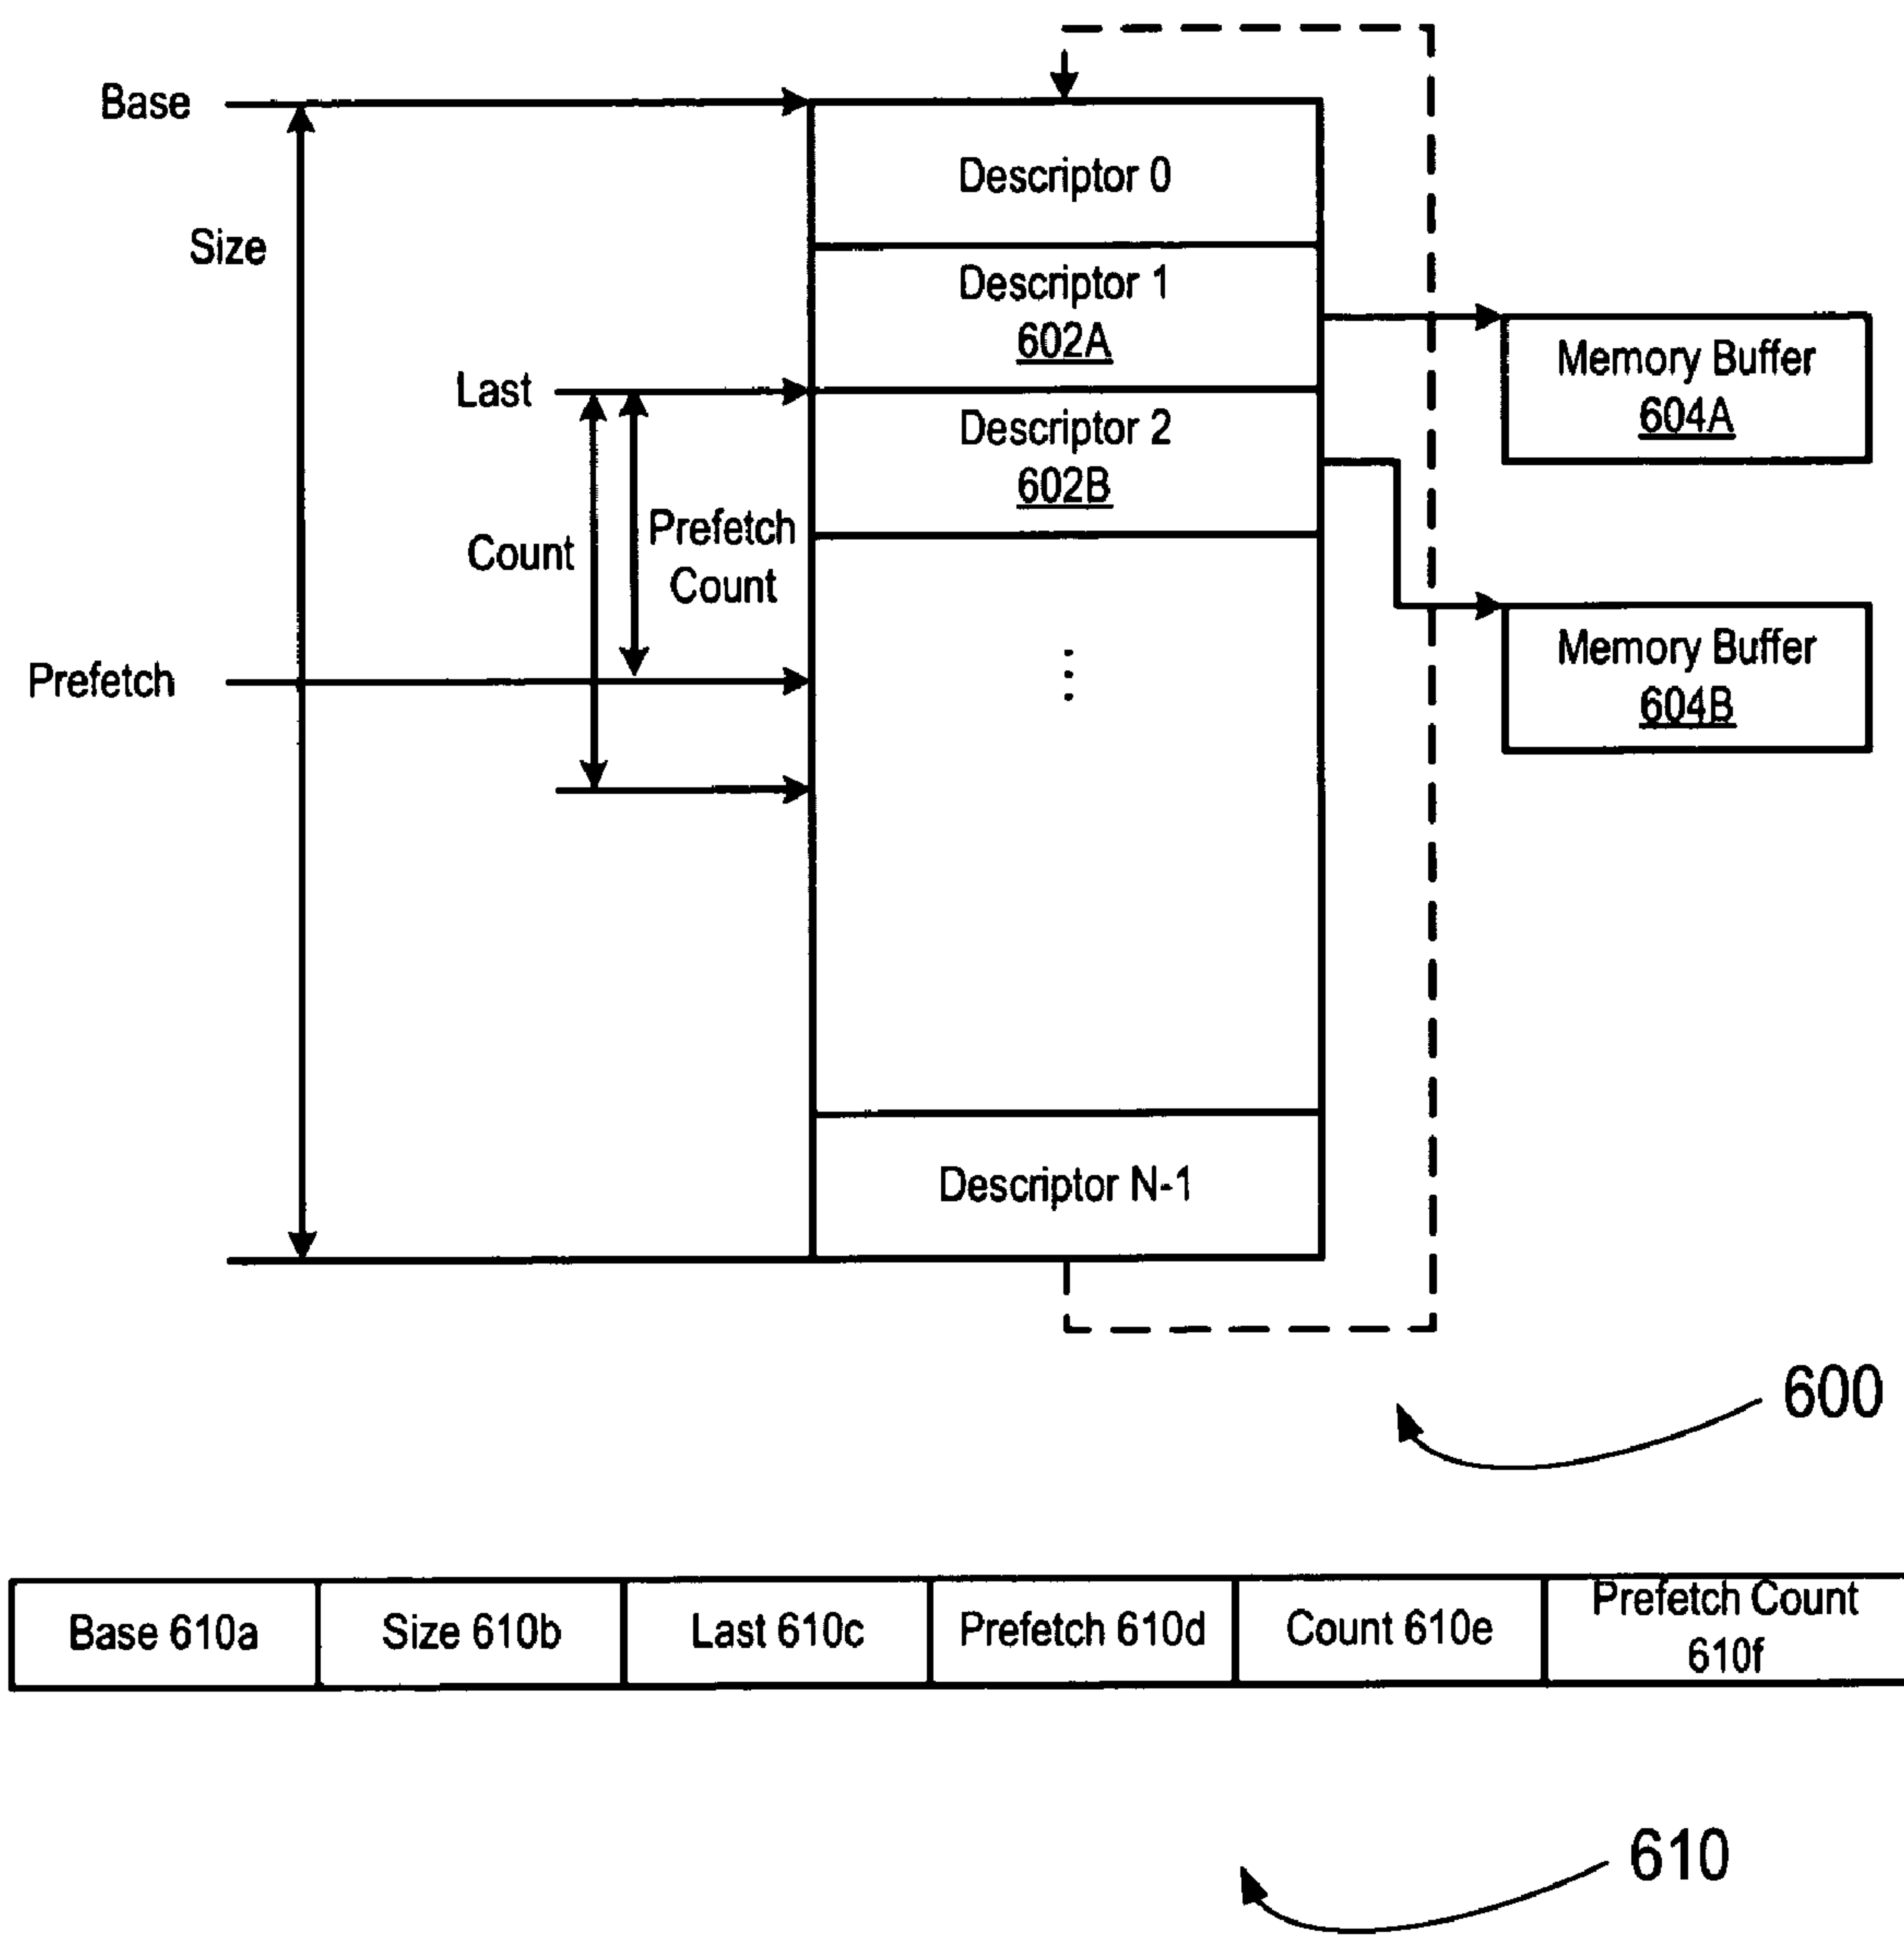 Base
Descriptor 0
Size
Descriptor 1
602A
Memory Buffer
604A
Last
Descriptor 2
602B
Prefetch
Count
Count
Memory Buffer
604B
Prefetch
⋮
Descriptor N-1
600
Base 610a
Size 610b
Last 610c
Prefetch 610d
Count 610e
Prefetch Count
610f
610